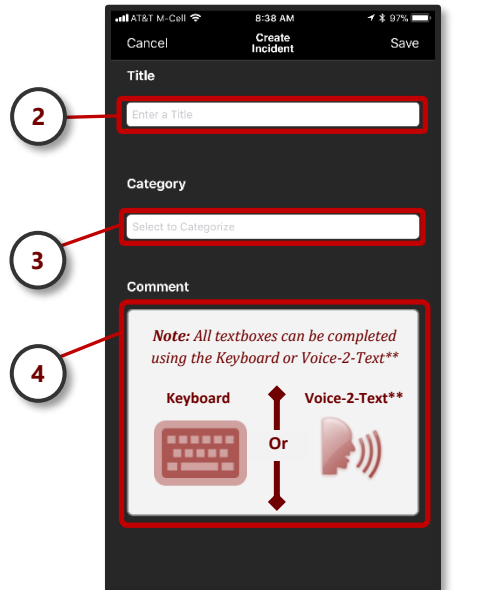 AT&T M-Cell 8:38 AM 97%
Cancel Create Incident Save
Title
2
Enter a Title
Category
3
Select to Categorize
Comment
4
Note: All textboxes can be completed
using the Keyboard or Voice-2-Text**
Keyboard Voice-2-Text**
Or